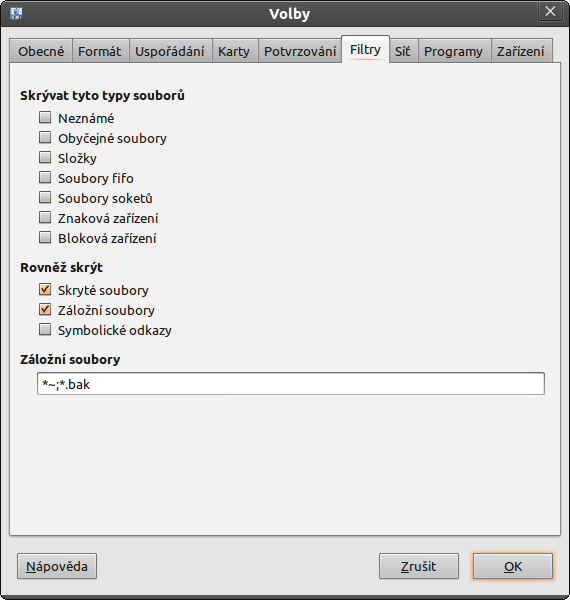 Volby
Obecné Formát Uspořádání Karty Potvrzování Filtry Síť Programy Zařízení
Skrývat tyto typy souborů
Neznámé
Obyčejné soubory
Složky
Soubory fifo
Soubory soketů
Znaková zařízení
Bloková zařízení
Rovněž skrýt
Skryté soubory
Záložní soubory
Symbolické odkazy
Záložní soubory
*~;*.bak
Nápověda Zrušit OK